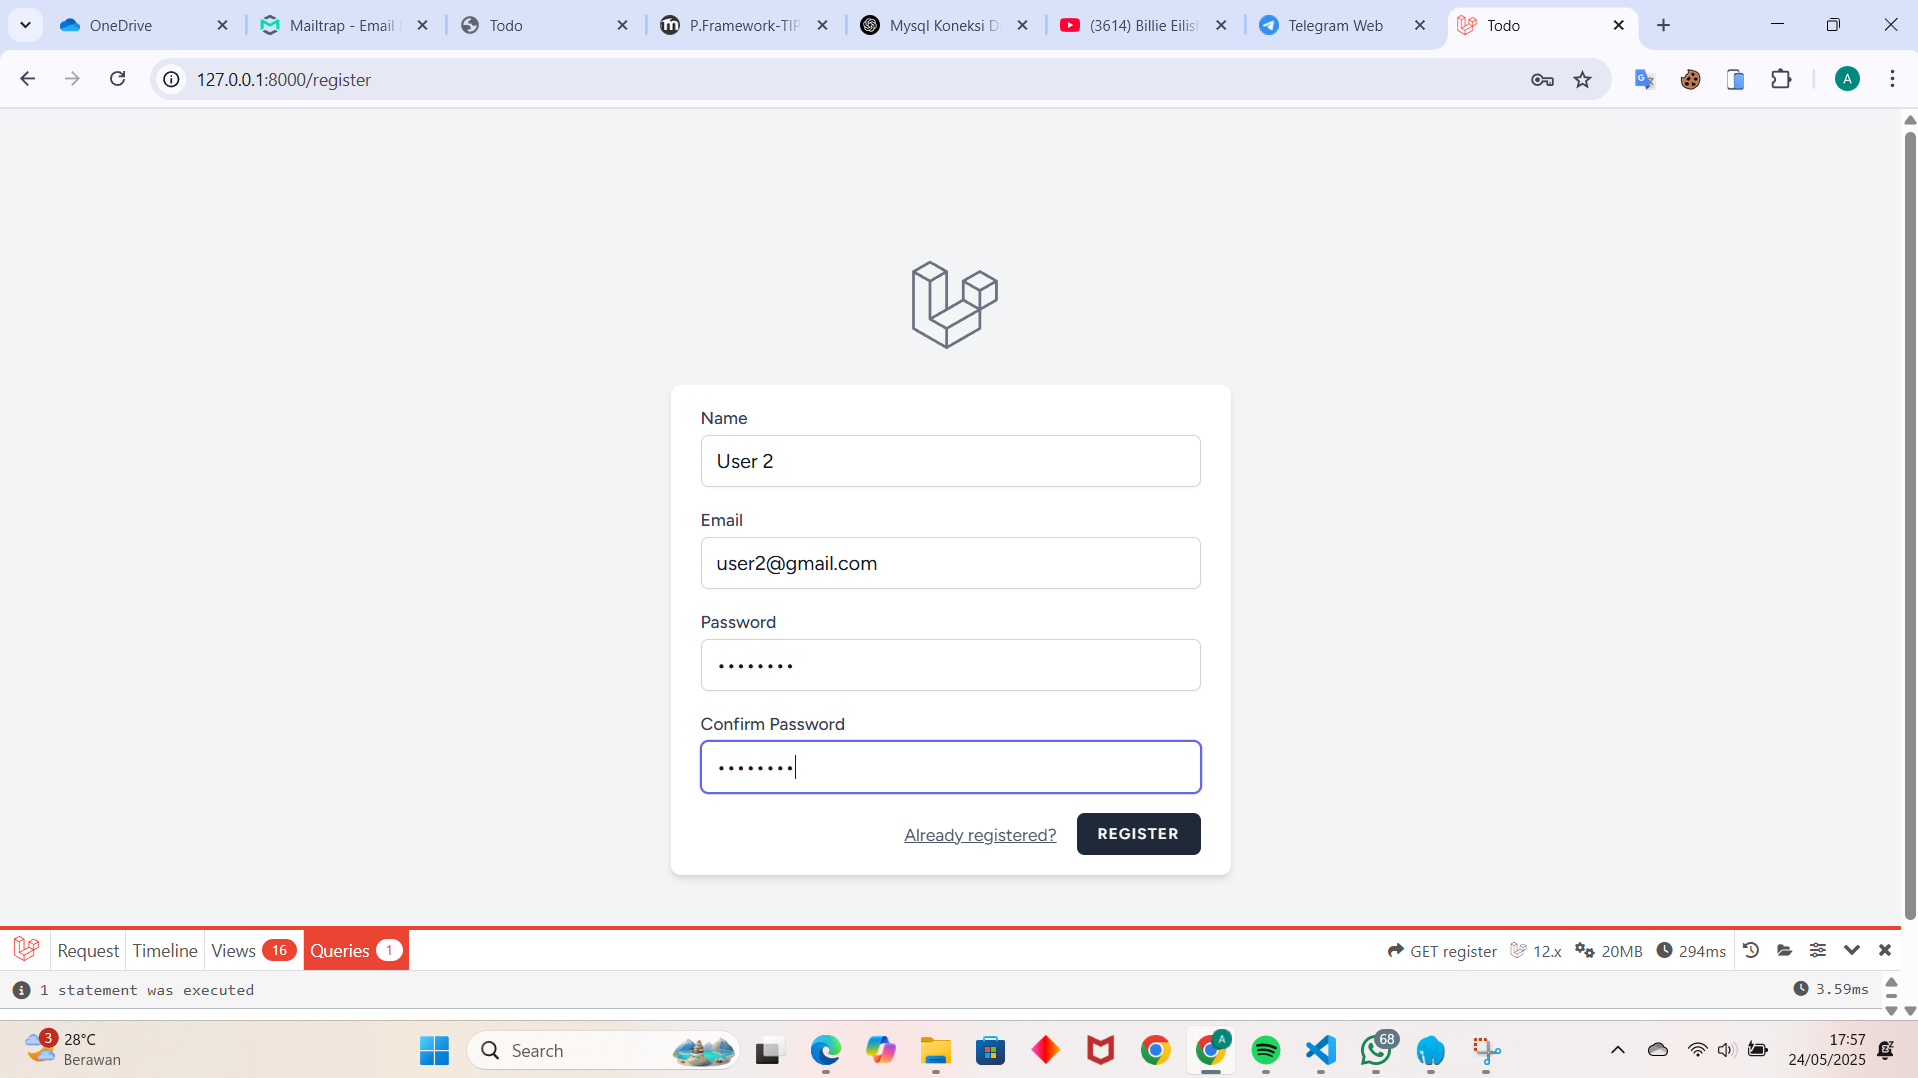 OneDrive
Mailtrap - Email
Todo
P.Framework-TIP
Mysql Koneksi D
(3614) Billie Eilish
Telegram Web
Todo
127.0.0.1:8000/register
A
Name
User 2
Email
user2@gmail.com
Password
••••••••
Confirm Password
••••••••
Already registered?
REGISTER
Request
Timeline
Views 16
Queries 1
GET register
12.x
20MB
294ms
1 statement was executed
3.59ms
3
28°C
Berawan
Search
A
68
17:57
24/05/2025